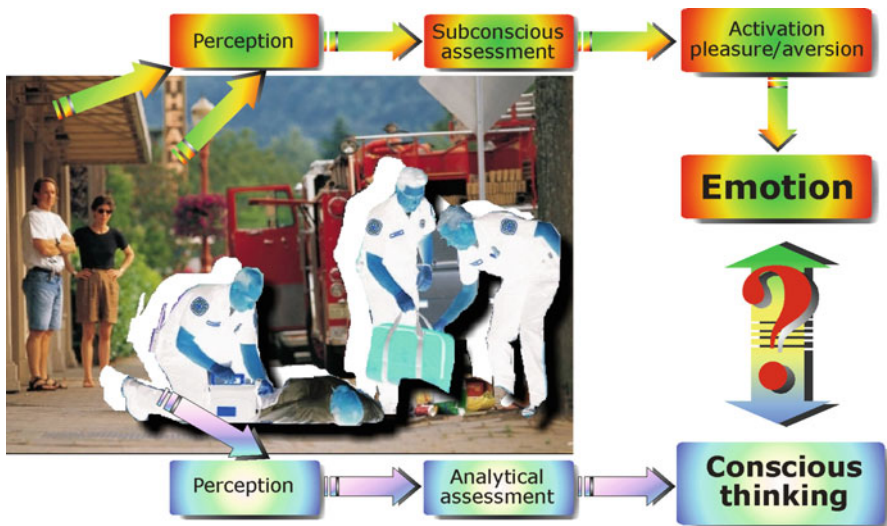 Perception
Subconscious
assessment
Activation
pleasure/aversion
Emotion
?
Perception
Analytical
assessment
Conscious
thinking